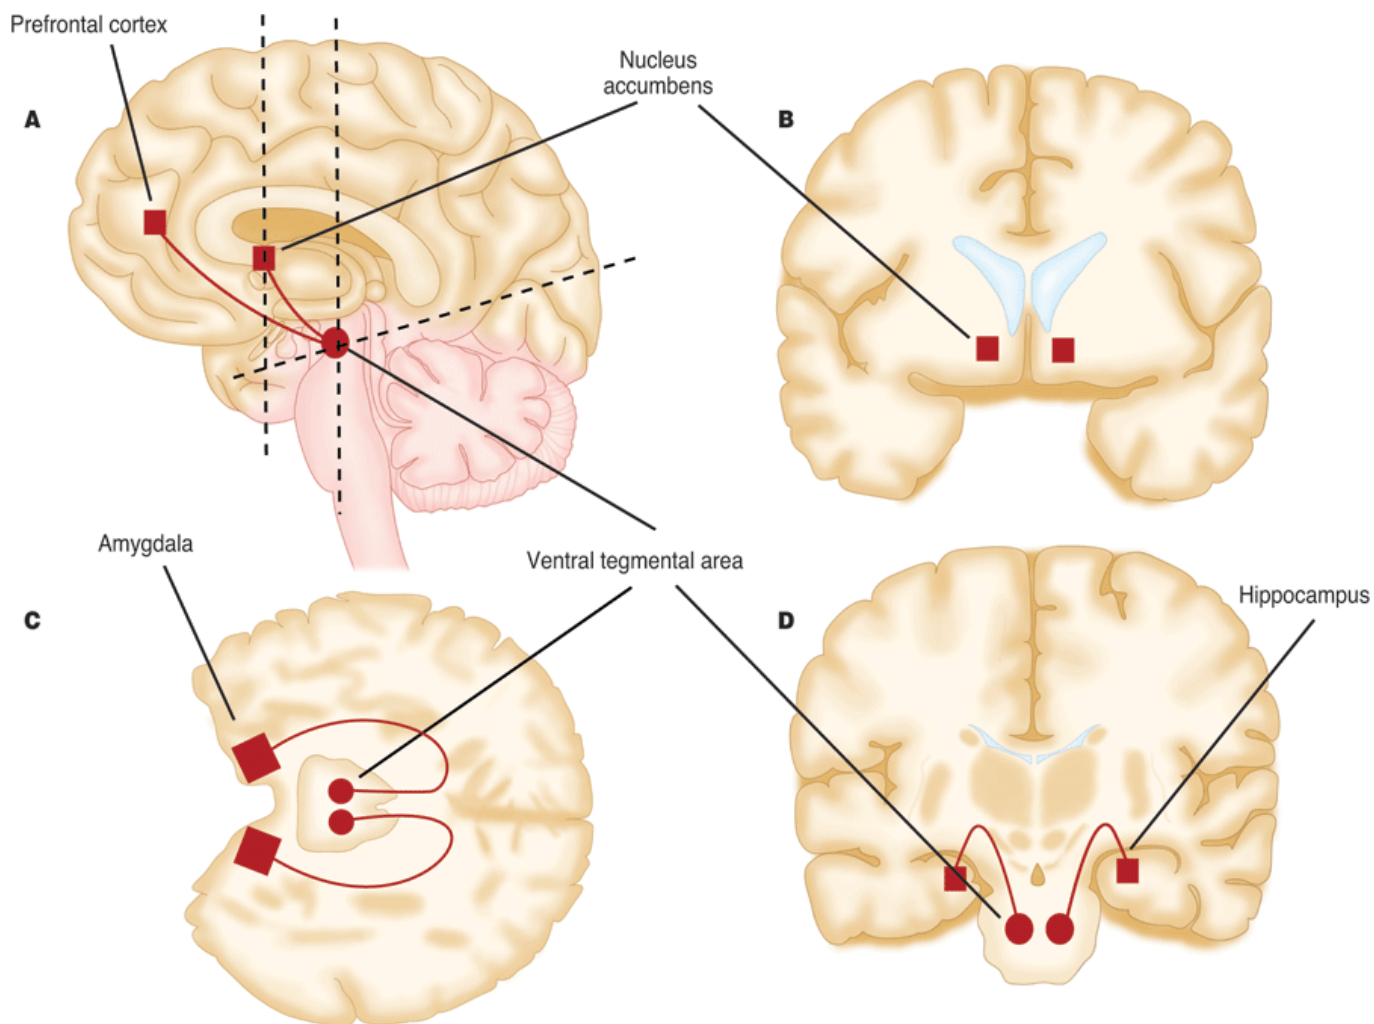 Prefrontal cortex
Nucleus
accumbens
A
B
Amygdala
Ventral tegmental area
Hippocampus
C
D